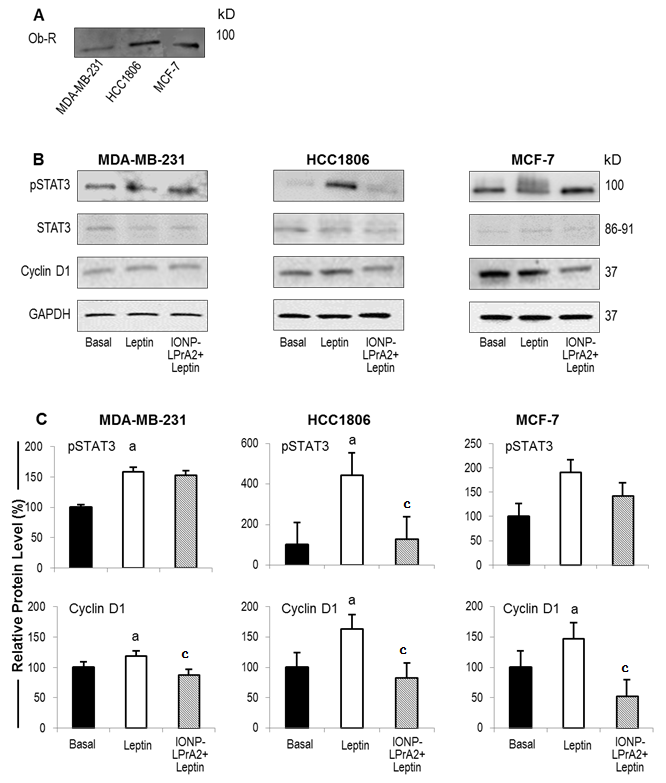 A
kD
Ob-R
100
MDA-MB-231
HCC1806
MCF-7
B
MDA-MB-231
HCC1806
MCF-7
kD
pSTAT3
100
STAT3
86-91
Cyclin D1
37
GAPDH
37
Basal
Leptin
IONP-
LPrA2+
Leptin
Basal
Leptin
IONP-
LPrA2+
Leptin
Basal
Leptin
IONP-
LPrA2+
Leptin
C
MDA-MB-231
HCC1806
MCF-7
Relative Protein Level (%)
pSTAT3
200
150
100
50
0
a
pSTAT3
600
400
200
0
a
c
pSTAT3
250
200
150
100
50
0
Cyclin D1
200
150
100
50
0
a
c
Basal
Leptin
IONP-
LPrA2+
Leptin
Cyclin D1
200
150
100
50
0
a
c
Basal
Leptin
IONP-
LPrA2+
Leptin
Cyclin D1
200
150
100
50
0
a
c
Basal
Leptin
IONP-
LPrA2+
Leptin